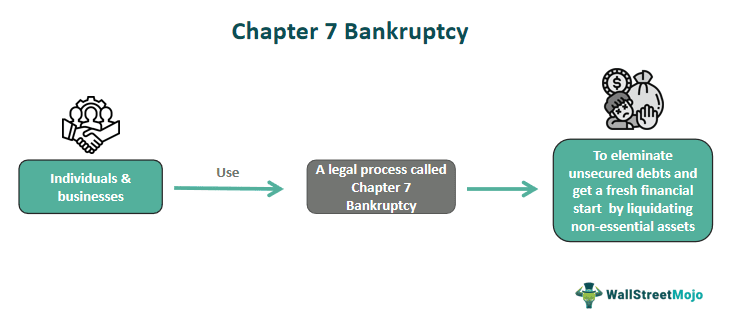 Chapter 7 Bankruptcy
Individuals &
businesses
Use
A legal process called
Chapter 7
Bankruptcy
To eleminate
unsecured debts and
get a fresh financial
start by liquidating
non-essential assets
$
WallStreetMojo